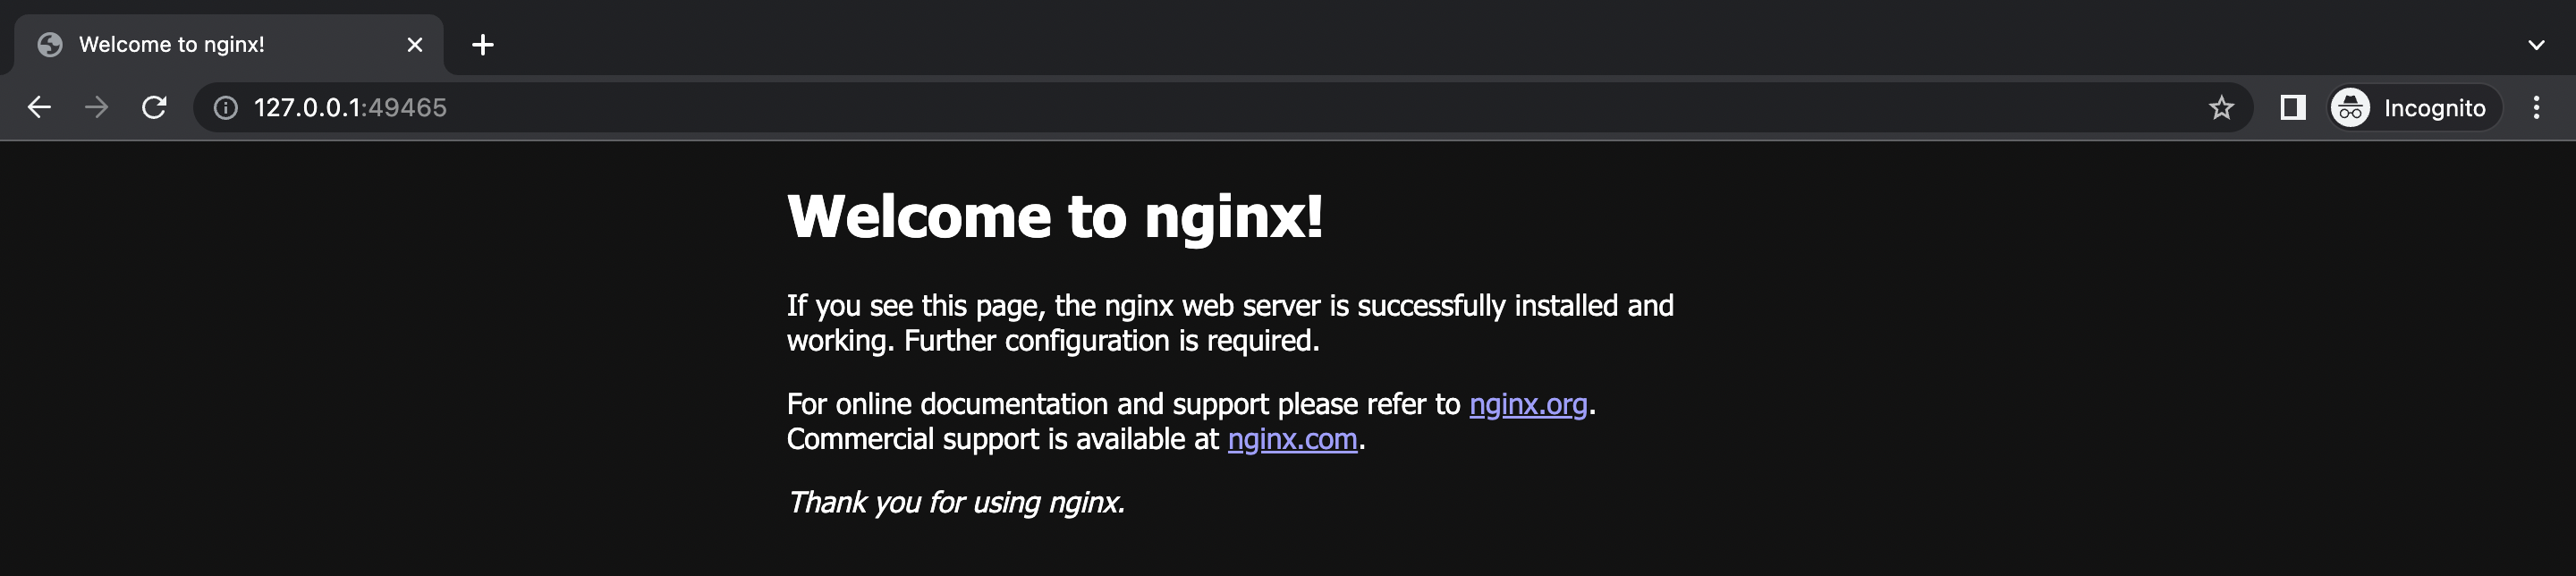 Welcome to nginx!
127.0.0.1:49465
Incognito
Welcome to nginx!
If you see this page, the nginx web server is successfully installed and
working. Further configuration is required.
For online documentation and support please refer to nginx.org.
Commercial support is available at nginx.com.
Thank you for using nginx.